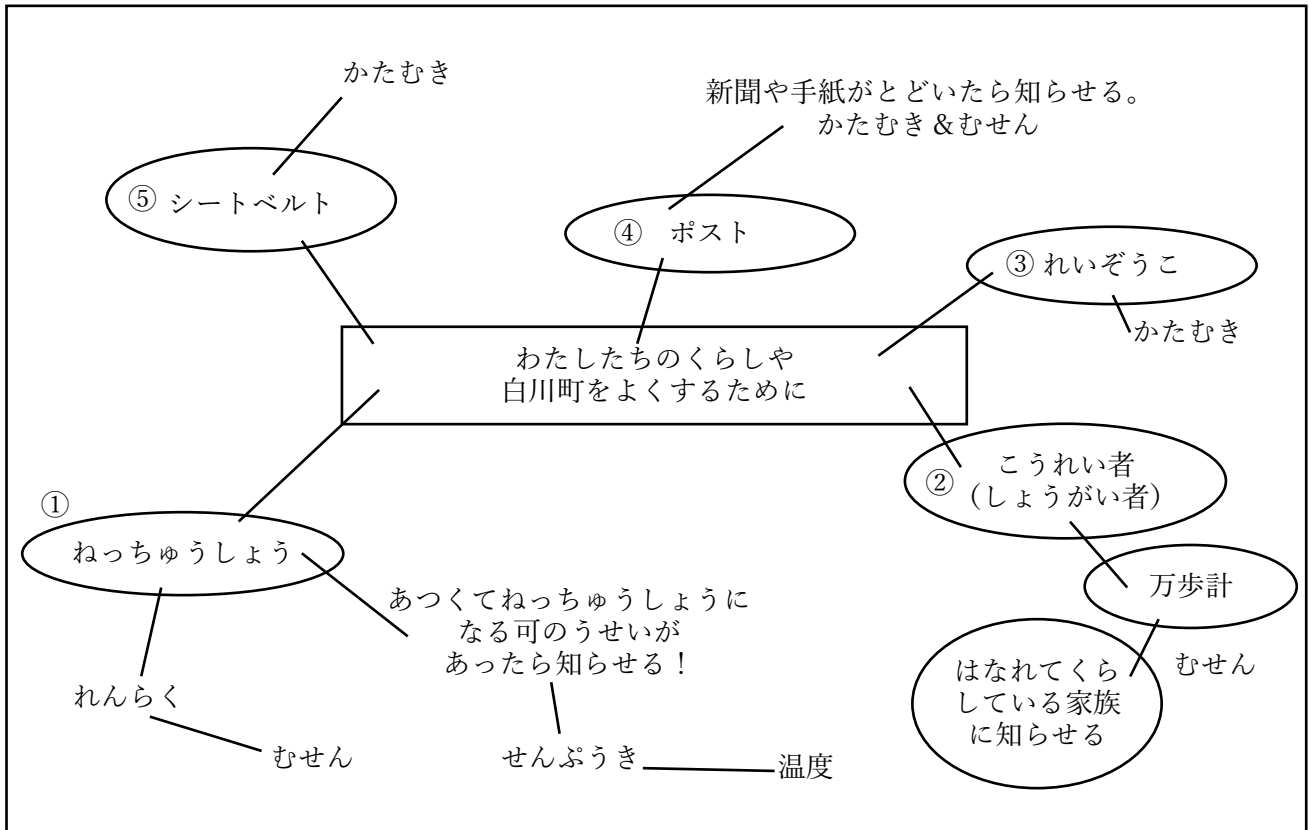 かたむき
新聞や手紙がとどいたら知らせる。
かたむき&むせん
⑤ シートベルト
④ ポスト
③ れいぞうこ
かたむき
わたしたちのくらしや
白川町をよくするために
② こうれい者
(しょうがい者)
①
ねっちゅうしょう
万歩計
あつくてねっちゅうしょうに
なる可のうせいが
あったら知らせる!
むせん
はなれてくら
している家族
に知らせる
れんらく
むせん
せんぷうき
温度